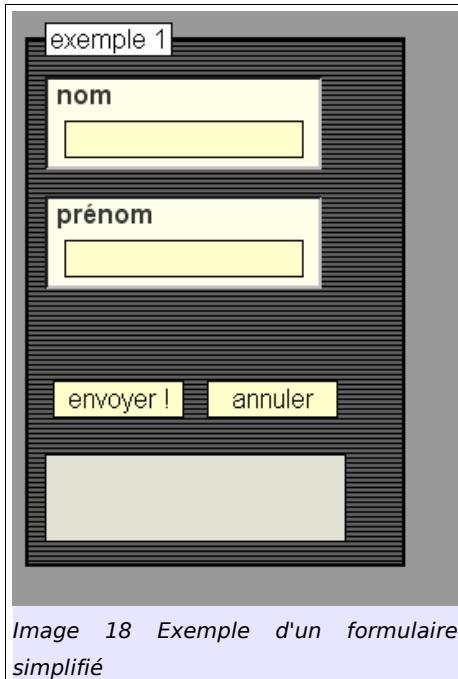 exemple 1
nom
prénom
envoyer !
annuler
Image 18 Exemple d'un formulaire
simplifié